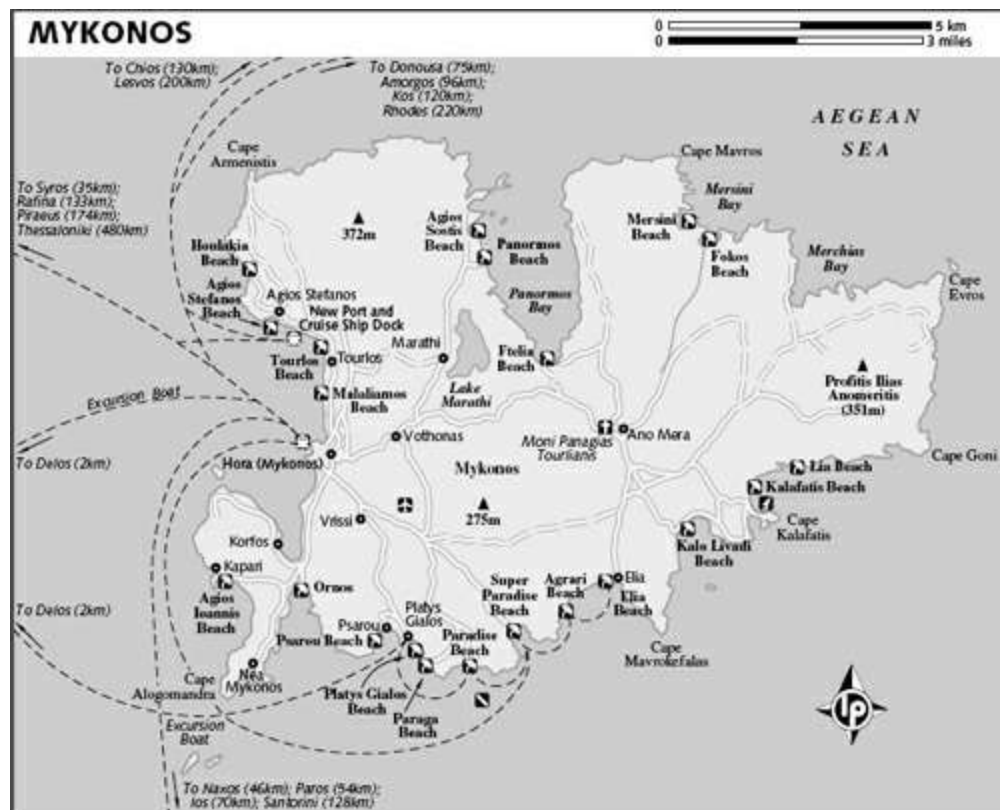 MYKONOS
0 5 km
0 3 miles
To Chios (130km);
Lesvos (200km)
To Donousa (75km);
Amorgos (96km);
Kos (120km);
Rhodes (220km)
AEGEAN
SEA
Cape
Armenistis
Cape Mavros
To Syros (35km);
Rafina (133km);
Piraeus (174km);
Thessaloniki (480km)
372m
Agios
Sostis
Beach
Panormos
Beach
Mersini
Bay
Mersini
Beach
Fokos
Beach
Merchias
Bay
Cape
Evros
Houlakia
Beach
Agios
Stefanos
Beach
Agios Stefanos
New Port and
Cruise Ship Dock
Panormos
Bay
Marathi
Ftelia
Beach
Tourlos
Beach
Tourlos
Lake
Marathi
Malaliamos
Beach
Profitis Ilias
Anomeritis
(351m)
Excursion Boat
Vothonas
Moni Panagias
Tourlianis
Ano Mera
To Delos (2km)
Hora (Mykonos)
Mykonos
Cape Goni
Lia Beach
Kalafatis Beach
Cape
Kalafatis
275m
Vrissi
Kalo Livadi
Beach
Korfos
Kapari
Agios
Ioannis
Beach
Ornos
Super
Paradise
Beach
Agrari
Beach
Elia
Elia
Beach
To Delos (2km)
Psarou
Platys
Gialos
Psarou Beach
Paradise
Beach
Cape
Mavrokefalas
Nea
Mykonos
Cape
Alogomandra
Platys Gialos
Beach
Paraga
Beach
Excursion
Boat
lp
To Naxos (46km); Paros (54km);
Ios (70km); Santorini (128km)